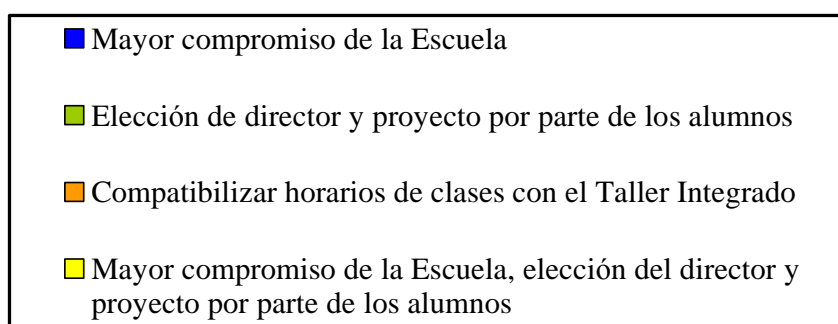 Mayor compromiso de la Escuela
Elección de director y proyecto por parte de los alumnos
Compatibilizar horarios de clases con el Taller Integrado
Mayor compromiso de la Escuela, elección del director y
proyecto por parte de los alumnos